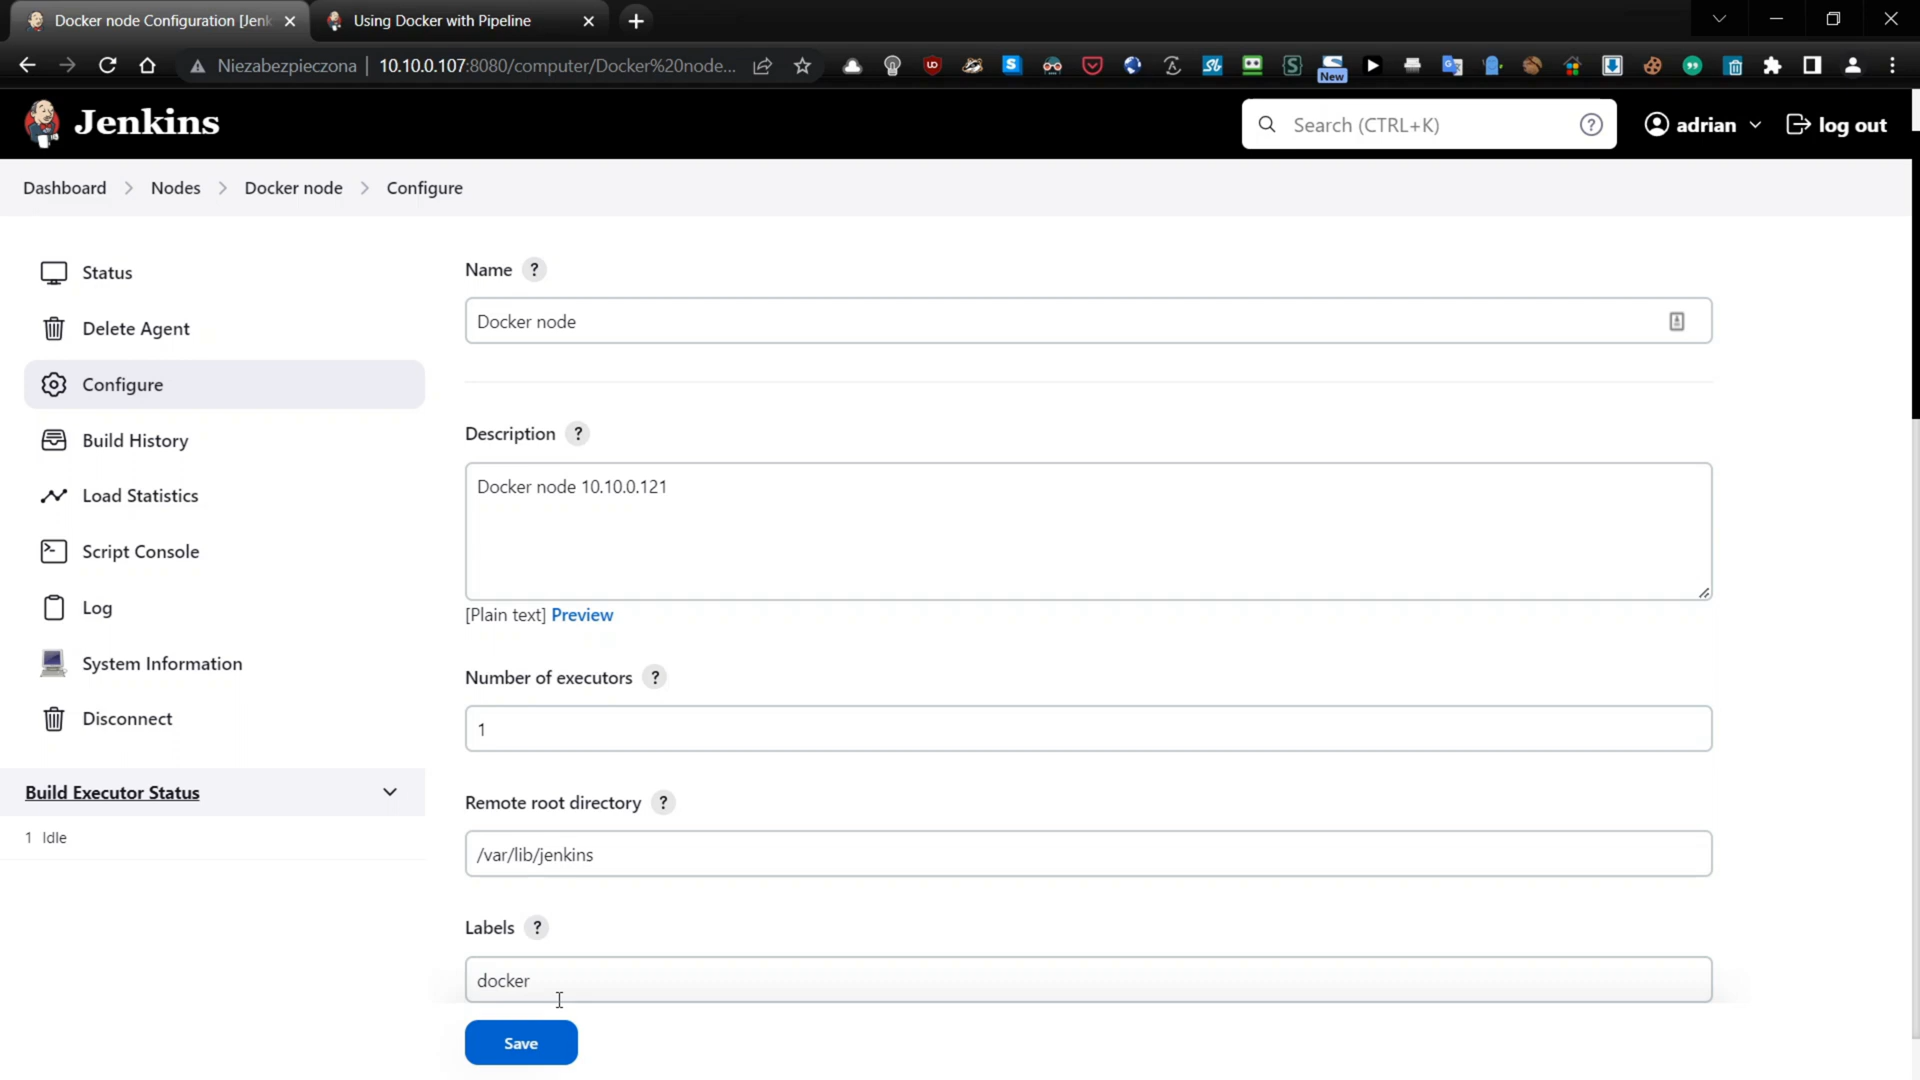 Docker node Configuration [Jenk
Using Docker with Pipeline
Niezabezpieczona
10.10.0.107:8080/computer/Docker%20node...
New
Jenkins
Search (CTRL+K)
?
adrian
log out
Dashboard
Nodes
Docker node
Configure
Status
Delete Agent
Configure
Build History
Load Statistics
Script Console
Log
System Information
Disconnect
Build Executor Status
1 Idle
Name ?
Docker node
Description ?
Docker node 10.10.0.121
[Plain text] Preview
Number of executors ?
1
Remote root directory ?
/var/lib/jenkins
Labels ?
docker
Save